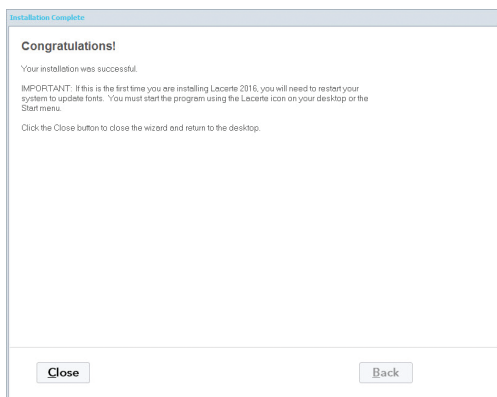 Installation Complete
Congratulations!
Your installation was successful.
IMPORTANT: If this is the first time you are installing Lacerte 2016, you will need to restart your
system to update fonts. You must start the program using the Lacerte icon on your desktop or the
Start menu.
Click the Close button to close the wizard and return to the desktop.
Close
Back